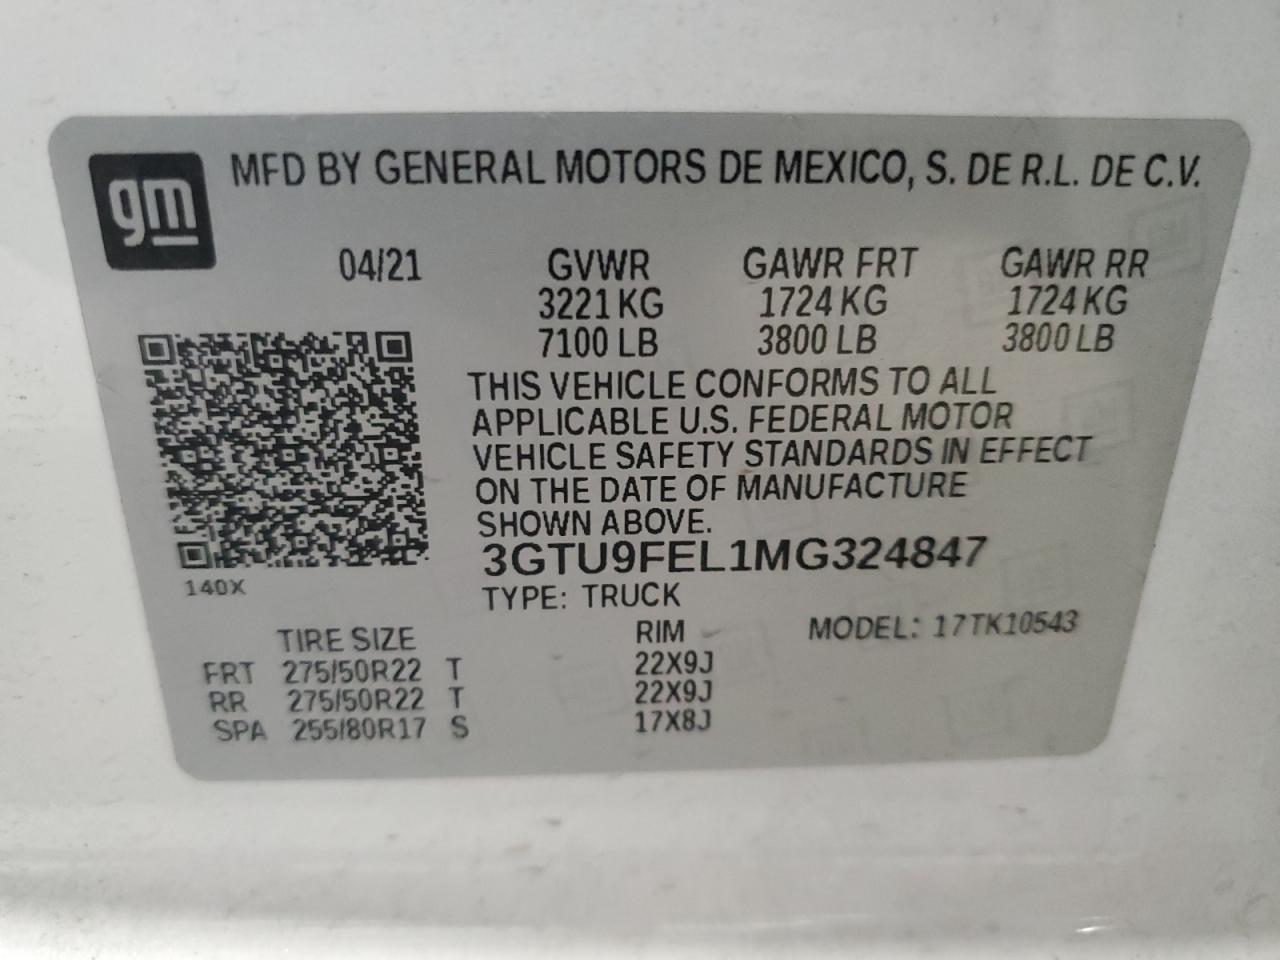 gm MFD BY GENERAL MOTORS DE MEXICO, S. DE R.L. DE C.V.
04/21 GVWR GAWR FRT GAWR RR
3221 KG 1724 KG 1724 KG
7100 LB 3800 LB 3800 LB
THIS VEHICLE CONFORMS TO ALL
APPLICABLE U.S. FEDERAL MOTOR
VEHICLE SAFETY STANDARDS IN EFFECT
ON THE DATE OF MANUFACTURE
SHOWN ABOVE.
3GTU9FEL1MG324847
140X
TYPE: TRUCK
TIRE SIZE RIM MODEL: 17TK10543
FRT 275/50R22 T 22X9J
RR 275/50R22 T 22X9J
SPA 255/80R17 S 17X8J